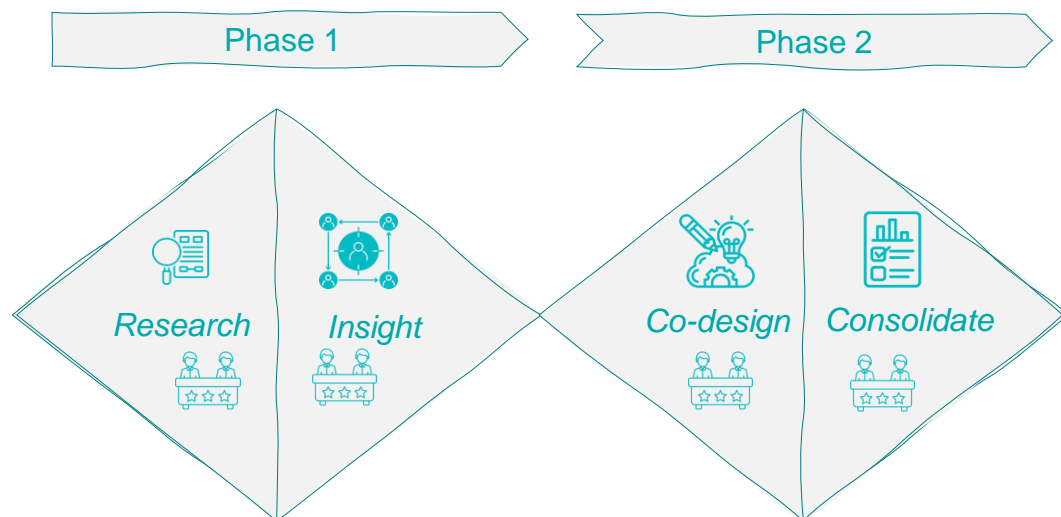 Phase 1
Phase 2
Research
Insight
Co-design
Consolidate